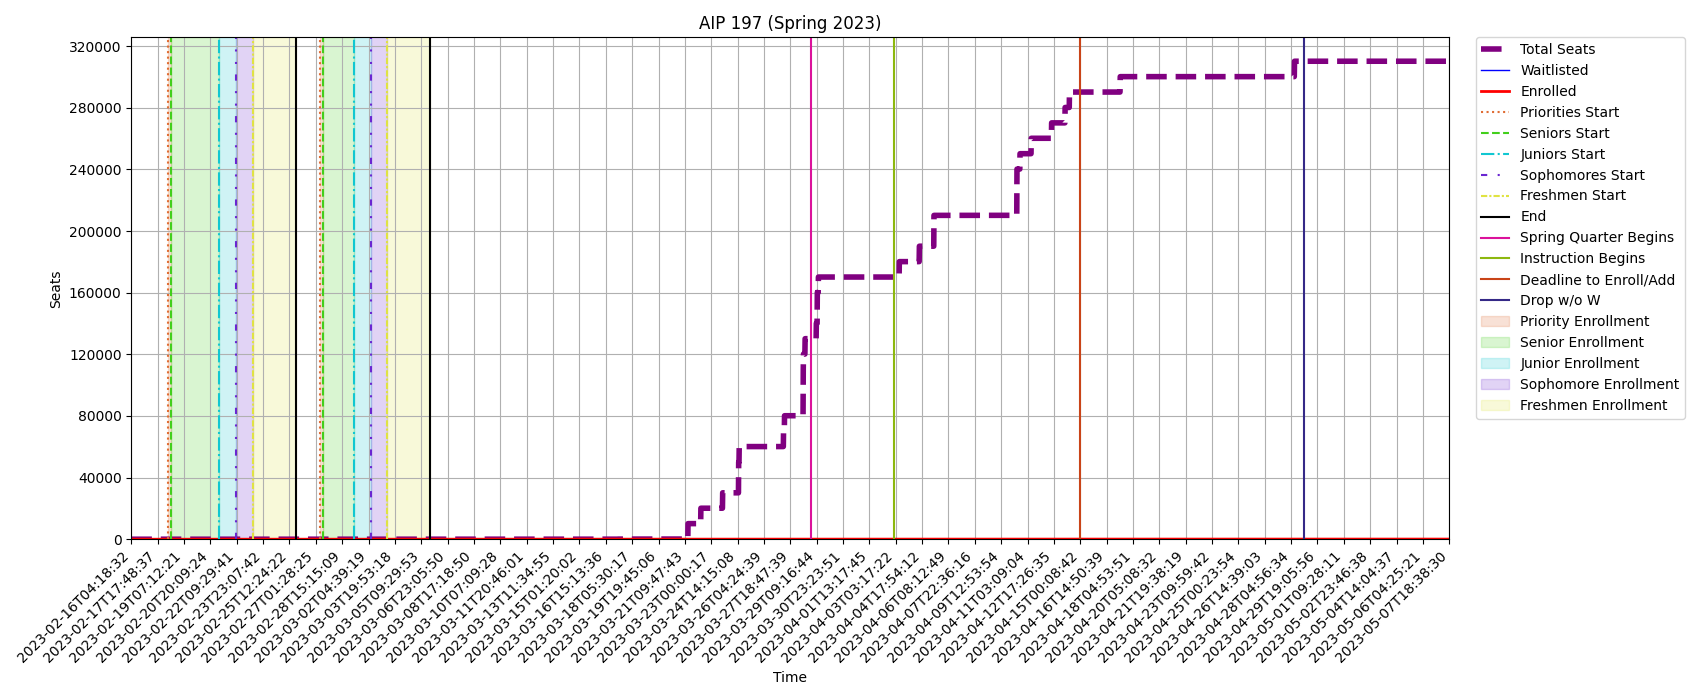 AIP 197 (Spring 2023)
320000
280000
240000
200000
160000
120000
80000
40000
0
Seats
2023-02-16T04:18:32
2023-02-17T17:48:37
2023-02-19T07:12:21
2023-02-20T20:09:24
2023-02-22T09:29:41
2023-02-23T23:07:42
2023-02-25T12:24:22
2023-02-27T01:28:25
2023-02-28T15:15:09
2023-03-02T04:39:19
2023-03-03T19:53:18
2023-03-05T09:29:53
2023-03-06T23:05:50
2023-03-10T07:18:50
2023-03-10T17:09:28
2023-03-11T20:46:01
2023-03-13T11:34:55
2023-03-15T01:20:02
2023-03-16T15:13:36
2023-03-18T05:30:17
2023-03-19T19:45:06
2023-03-21T09:47:43
2023-03-23T00:00:17
2023-03-24T14:15:08
2023-03-26T04:24:39
2023-03-27T18:47:39
2023-03-29T09:16:44
2023-03-30T23:23:51
2023-04-01T13:17:45
2023-04-03T03:17:22
2023-04-04T17:54:12
2023-04-06T08:12:49
2023-04-07T22:36:16
2023-04-09T12:53:54
2023-04-11T03:09:04
2023-04-12T17:26:35
2023-04-15T00:08:42
2023-04-16T14:50:39
2023-04-18T04:53:51
2023-04-20T05:08:32
2023-04-21T19:36:19
2023-04-23T09:59:42
2023-04-25T00:23:54
2023-04-26T14:39:03
2023-04-28T04:56:34
2023-04-29T19:05:56
2023-05-01T09:28:11
2023-05-02T23:46:38
2023-05-04T14:04:37
2023-05-06T04:25:21
2023-05-07T18:38:30
Time
Total Seats
Waitlisted
Enrolled
Priorities Start
Seniors Start
Juniors Start
Sophomores Start
Freshmen Start
End
Spring Quarter Begins
Instruction Begins
Deadline to Enroll/Add
Drop w/o W
Priority Enrollment
Senior Enrollment
Junior Enrollment
Sophomore Enrollment
Freshmen Enrollment